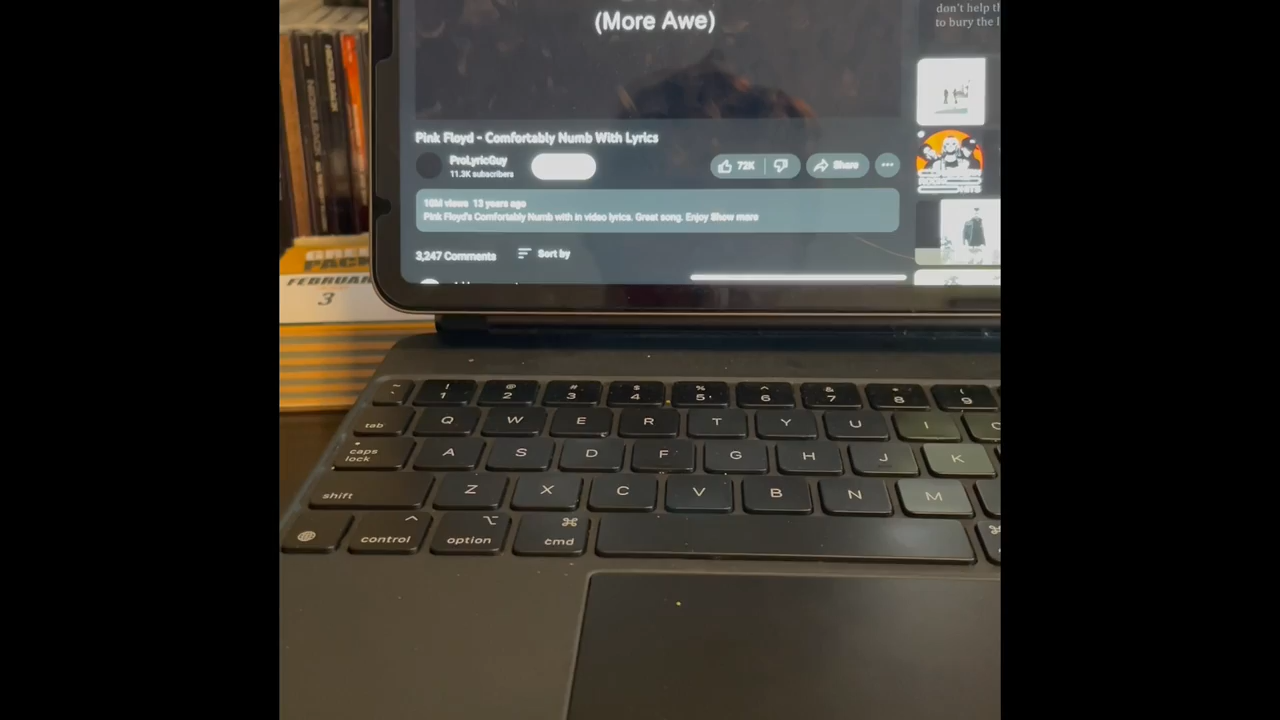 (More Awe)
don't help th
to bury the l
Pink Floyd - Comfortably Numb With Lyrics
ProLyricGuy
11.3K subscribers
72K
Share
16M views 13 years ago
Pink Floyd's Comfortably Numb with in video lyrics. Great song. Enjoy Show more
3,247 Comments
Sort by
FEBRUAR
3
~ ! @ # $ % ^ & * (
1 2 3 4 5 6 7 8 9
tab Q W E R T Y U I
caps lock A S D F G H J K
shift Z X C V B N M
control option cmd